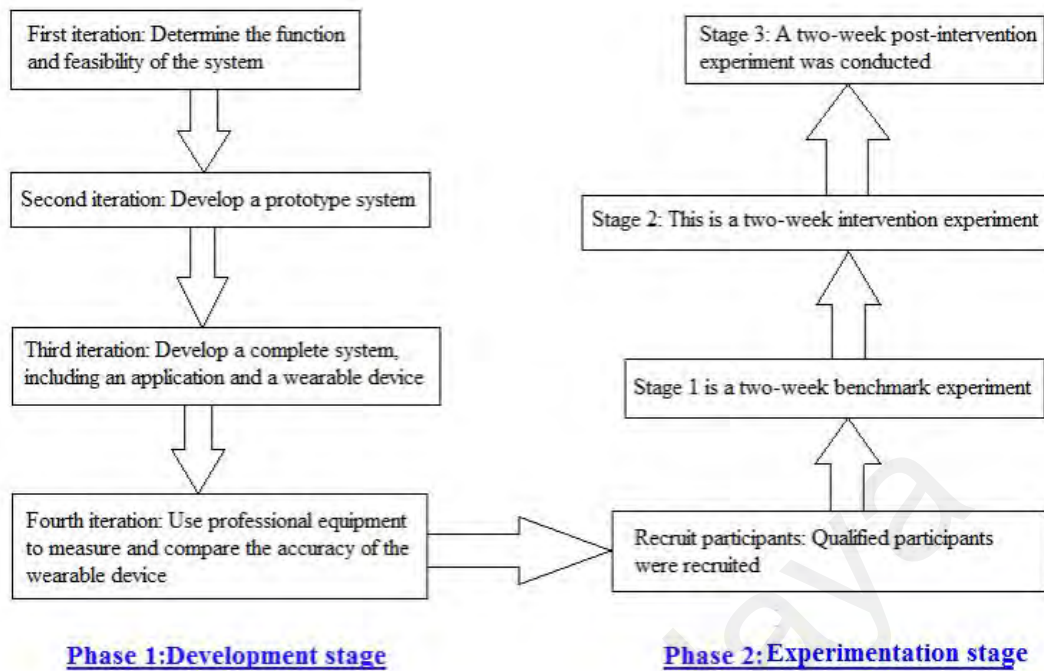 First iteration: Determine the function
and feasibility of the system
Second iteration: Develop a prototype system
Third iteration: Develop a complete system,
including an application and a wearable device
Fourth iteration: Use professional equipment
to measure and compare the accuracy of the
wearable device
Phase 1:Development stage
Stage 3: A two-week post-intervention
experiment was conducted
Stage 2: This is a two-week intervention experiment
Stage 1 is a two-week benchmark experiment
Recruit participants: Qualified participants
were recruited
Phase 2:Experimentation stage
laya